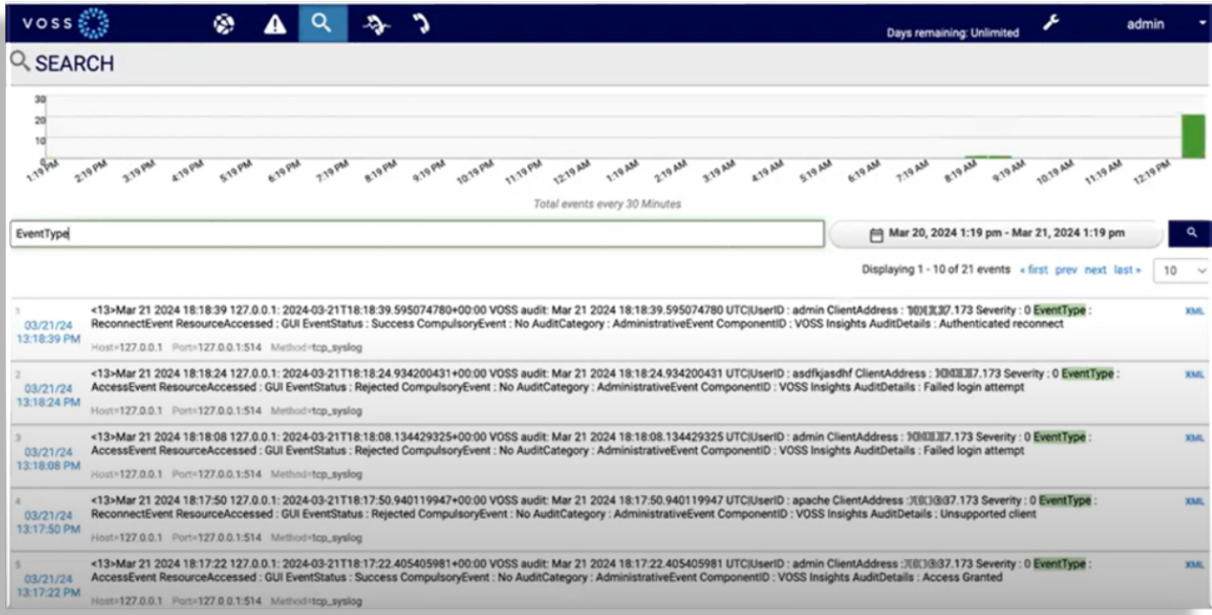 VOSS
Days remaining: Unlimited
admin
SEARCH
30
20
10
0
1:19 PM 2:19 PM 3:19 PM 4:19 PM 5:19 PM 6:19 PM 7:19 PM 8:19 PM 9:19 PM 10:19 PM 11:19 PM 12:19 AM 1:19 AM 2:19 AM 3:19 AM 4:19 AM 5:19 AM 6:19 AM 7:19 AM 8:19 AM 9:19 AM 10:19 AM 11:19 AM 12:19 PM
Total events every 30 Minutes
EventType
Mar 20, 2024 1:19 pm - Mar 21, 2024 1:19 pm
Displaying 1 - 10 of 21 events « first prev next last » 10
1
03/21/24
13:18:39 PM
<13>Mar 21 2024 18:18:39 127.0.0.1: 2024-03-21T18:18:39.595074780+00:00 VOSS audit: Mar 21 2024 18:18:39.595074780 UTC|UserID : admin ClientAddress : 7.173 Severity : 0 EventType :
ReconnectEvent ResourceAccessed : GUI EventStatus : Success CompulsoryEvent : No AuditCategory : AdministrativeEvent ComponentID : VOSS Insights AuditDetails : Authenticated reconnect
Host=127.0.0.1 Port=127.0.0.1:514 Method=tcp_syslog
XML
2
03/21/24
13:18:24 PM
<13>Mar 21 2024 18:18:24 127.0.0.1: 2024-03-21T18:18:24.934200431+00:00 VOSS audit: Mar 21 2024 18:18:24.934200431 UTC|UserID : asdfkjasdhf ClientAddress : 7.173 Severity : 0 EventType :
AccessEvent ResourceAccessed : GUI EventStatus : Rejected CompulsoryEvent : No AuditCategory : AdministrativeEvent ComponentID : VOSS Insights AuditDetails : Failed login attempt
Host=127.0.0.1 Port=127.0.0.1:514 Method=tcp_syslog
XML
3
03/21/24
13:18:08 PM
<13>Mar 21 2024 18:18:08 127.0.0.1: 2024-03-21T18:18:08.134429325+00:00 VOSS audit: Mar 21 2024 18:18:08.134429325 UTC|UserID : admin ClientAddress : 7.173 Severity : 0 EventType :
AccessEvent ResourceAccessed : GUI EventStatus : Rejected CompulsoryEvent : No AuditCategory : AdministrativeEvent ComponentID : VOSS Insights AuditDetails : Failed login attempt
Host=127.0.0.1 Port=127.0.0.1:514 Method=tcp_syslog
XML
4
03/21/24
13:17:50 PM
<13>Mar 21 2024 18:17:50 127.0.0.1: 2024-03-21T18:17:50.940119947+00:00 VOSS audit: Mar 21 2024 18:17:50.940119947 UTC|UserID : apache ClientAddress : 37.173 Severity : 0 EventType :
ReconnectEvent ResourceAccessed : GUI EventStatus : Rejected CompulsoryEvent : No AuditCategory : AdministrativeEvent ComponentID : VOSS Insights AuditDetails : Unsupported client
Host=127.0.0.1 Port=127.0.0.1:514 Method=tcp_syslog
XML
5
03/21/24
13:17:22 PM
<13>Mar 21 2024 18:17:22 127.0.0.1: 2024-03-21T18:17:22.405405981+00:00 VOSS audit: Mar 21 2024 18:17:22.405405981 UTC|UserID : admin ClientAddress : 37.173 Severity : 0 EventType :
AccessEvent ResourceAccessed : GUI EventStatus : Success CompulsoryEvent : No AuditCategory : AdministrativeEvent ComponentID : VOSS Insights AuditDetails : Access Granted
Host=127.0.0.1 Port=127.0.0.1:514 Method=tcp_syslog
XML